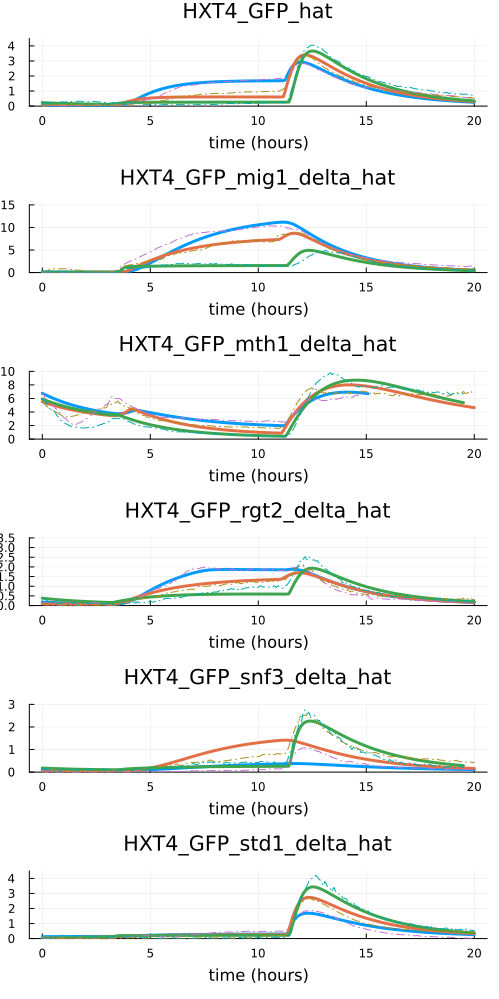 HXT4_GFP_hat
4
3
2
1
0
0 5 10 15 20
time (hours)
HXT4_GFP_mig1_delta_hat
15
10
5
0
0 5 10 15 20
time (hours)
HXT4_GFP_mth1_delta_hat
10
8
6
4
2
0
0 5 10 15 20
time (hours)
HXT4_GFP_rgt2_delta_hat
3.5
3.0
2.5
2.0
1.5
1.0
0.5
0.0
0 5 10 15 20
time (hours)
HXT4_GFP_snf3_delta_hat
3
2
1
0
0 5 10 15 20
time (hours)
HXT4_GFP_std1_delta_hat
4
3
2
1
0
0 5 10 15 20
time (hours)